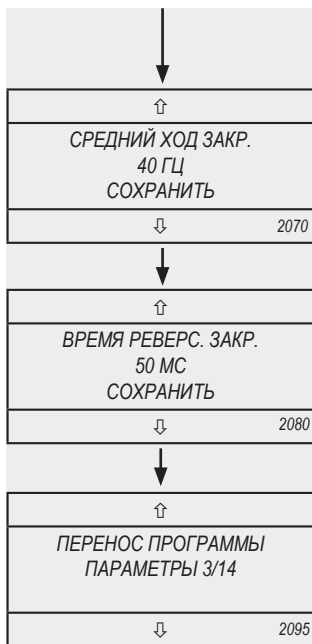 ⇧
СРЕДНИЙ ХОД ЗАКР.
40 ГЦ
СОХРАНИТЬ
⇩ 2070
⇧
ВРЕМЯ РЕВЕРС. ЗАКР.
50 МС
СОХРАНИТЬ
⇩ 2080
⇧
ПЕРЕНОС ПРОГРАММЫ
ПАРАМЕТРЫ 3/14
⇩ 2095